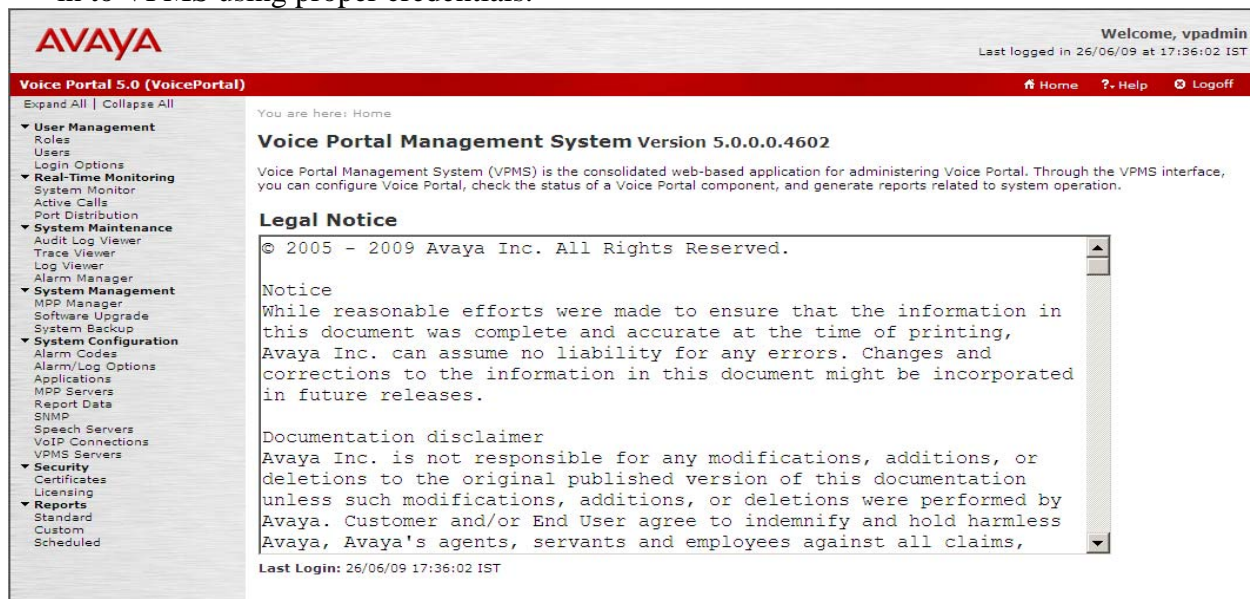 in to VPMS using proper credentials.
AVAYA
Welcome, vpadmin
Last logged in 26/06/09 at 17:36:02 IST
Voice Portal 5.0 (VoicePortal)
Home ? Help Logoff
Expand All | Collapse All
▼ User Management
Roles
Users
Login Options
▼ Real-Time Monitoring
System Monitor
Active Calls
Port Distribution
▼ System Maintenance
Audit Log Viewer
Trace Viewer
Log Viewer
Alarm Manager
▼ System Management
MPP Manager
Software Upgrade
System Backup
▼ System Configuration
Alarm Codes
Alarm/Log Options
Applications
MPP Servers
Report Data
SNMP
Speech Servers
VoIP Connections
VPMS Servers
▼ Security
Certificates
Licensing
▼ Reports
Standard
Custom
Scheduled
You are here: Home
Voice Portal Management System Version 5.0.0.0.4602
Voice Portal Management System (VPMS) is the consolidated web-based application for administering Voice Portal. Through the VPMS interface,
you can configure Voice Portal, check the status of a Voice Portal component, and generate reports related to system operation.
Legal Notice
© 2005 - 2009 Avaya Inc. All Rights Reserved.
Notice
While reasonable efforts were made to ensure that the information in
this document was complete and accurate at the time of printing,
Avaya Inc. can assume no liability for any errors. Changes and
corrections to the information in this document might be incorporated
in future releases.
Documentation disclaimer
Avaya Inc. is not responsible for any modifications, additions, or
deletions to the original published version of this documentation
unless such modifications, additions, or deletions were performed by
Avaya. Customer and/or End User agree to indemnify and hold harmless
Avaya, Avaya's agents, servants and employees against all claims,
Last Login: 26/06/09 17:36:02 IST